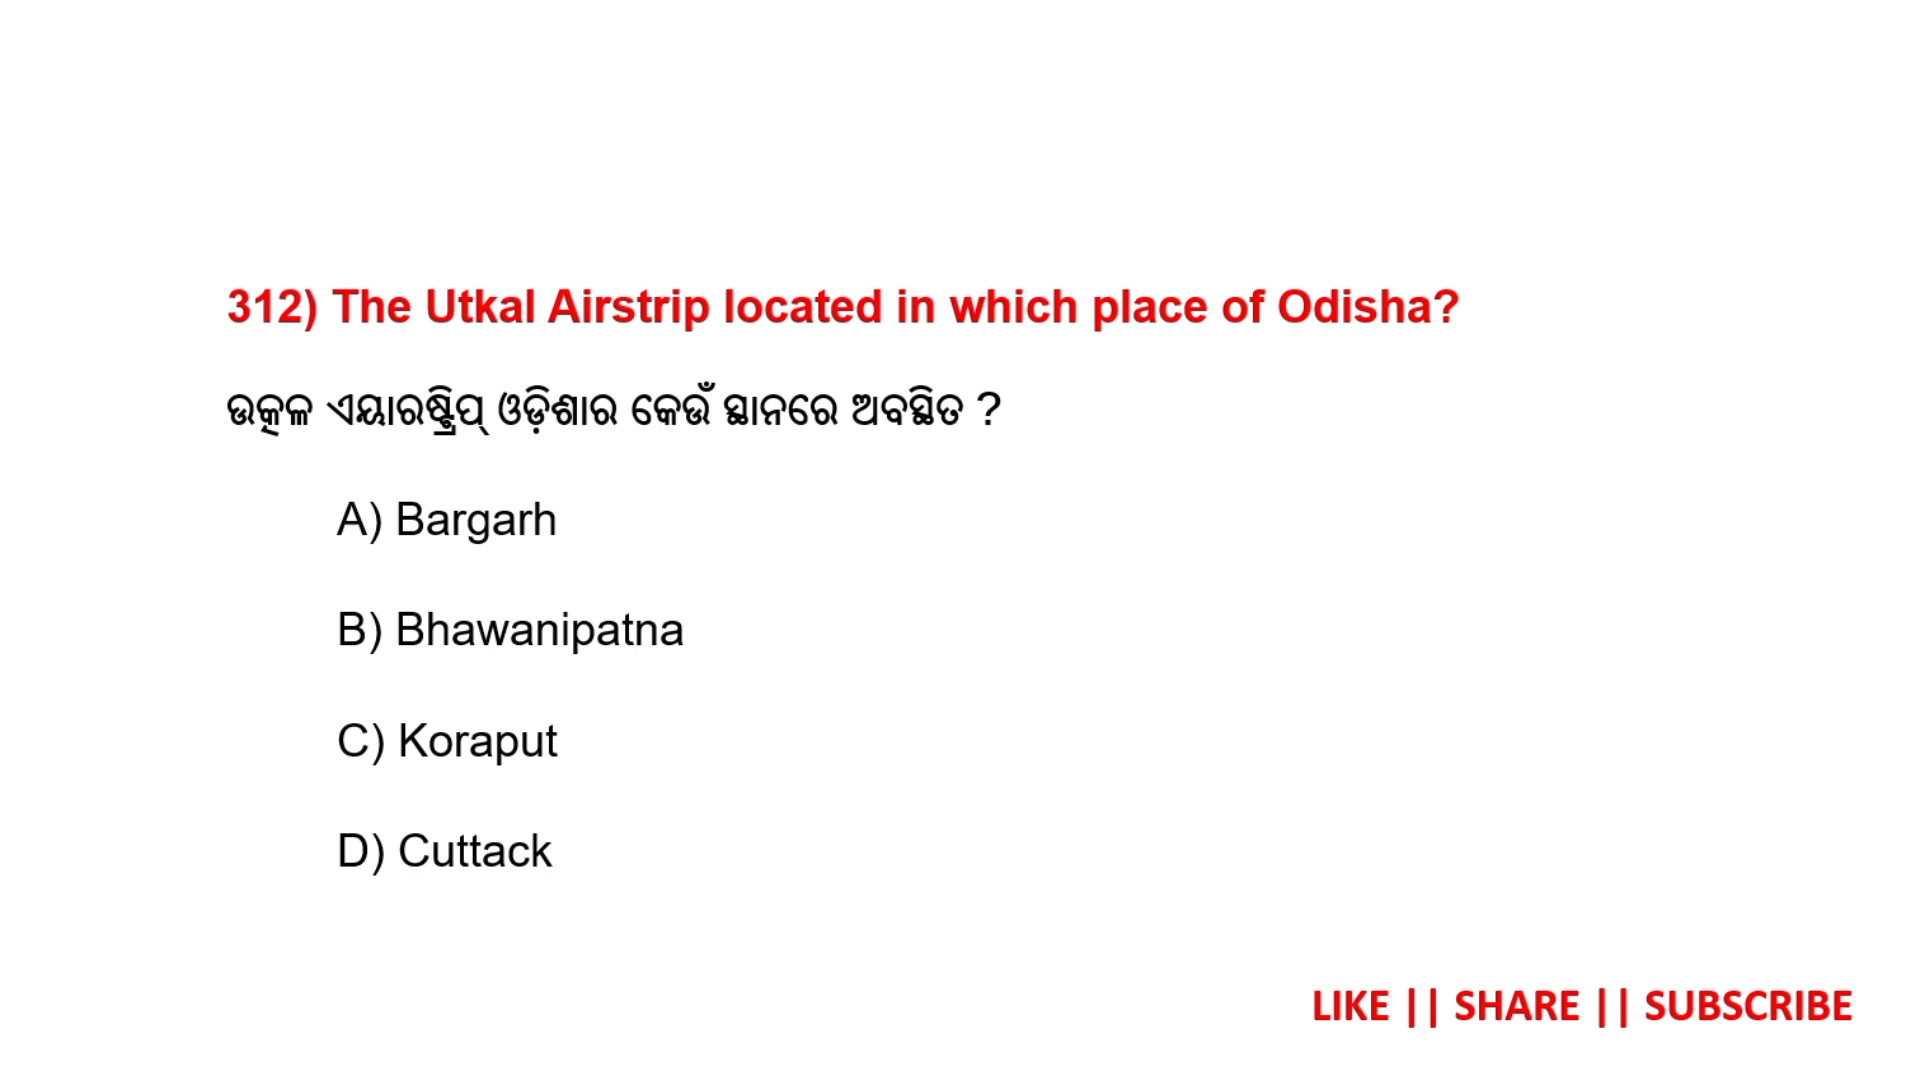 312) The Utkal Airstrip located in which place of Odisha?
ଉତ୍କଳ ଏୟାରଷ୍ଟ୍ରିପ୍ ଓଡ଼ିଶାର କେଉଁ ସ୍ଥାନରେ ଅବସ୍ଥିତ ?
A) Bargarh
B) Bhawanipatna
C) Koraput
D) Cuttack
LIKE || SHARE || SUBSCRIBE